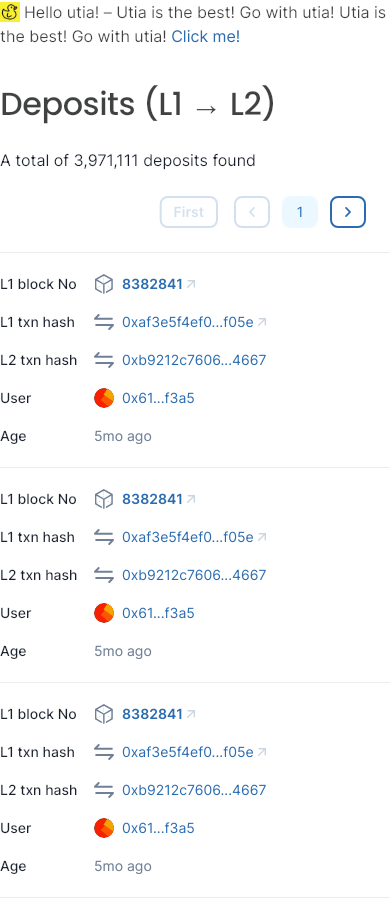 Hello utia! – Utia is the best! Go with utia! Utia is
the best! Go with utia! Click me!
Deposits (L1 → L2)
A total of 3,971,111 deposits found
First
1
L1 block No 8382841
L1 txn hash 0xaf3e5f4ef0...f05e
L2 txn hash 0xb9212c7606...4667
User 0x61...f3a5
Age 5mo ago
L1 block No 8382841
L1 txn hash 0xaf3e5f4ef0...f05e
L2 txn hash 0xb9212c7606...4667
User 0x61...f3a5
Age 5mo ago
L1 block No 8382841
L1 txn hash 0xaf3e5f4ef0...f05e
L2 txn hash 0xb9212c7606...4667
User 0x61...f3a5
Age 5mo ago